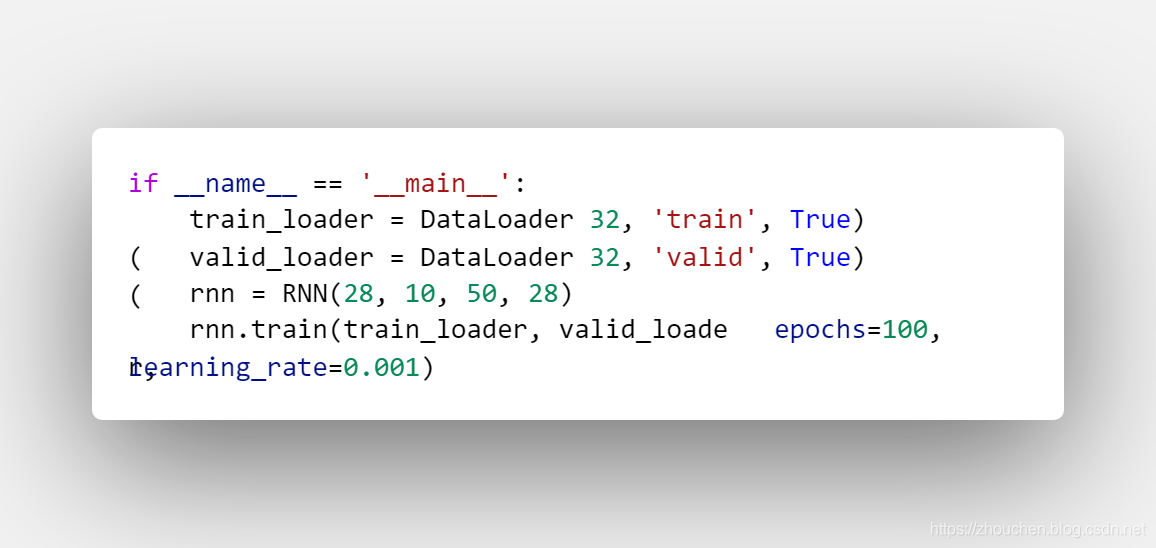 if __name__ == '__main__':
    train_loader = DataLoader 32, 'train', True)
(   valid_loader = DataLoader 32, 'valid', True)
(   rnn = RNN(28, 10, 50, 28)
    rnn.train(train_loader, valid_loade   epochs=100,
r, learning_rate=0.001)
https://zhouchen.blog.csdn.net